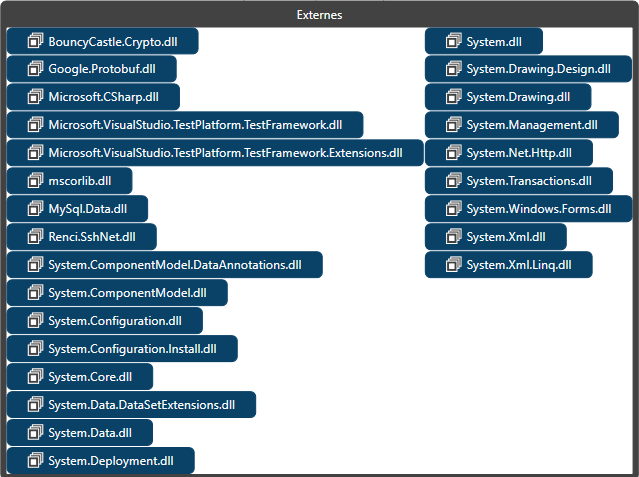 Externes
BouncyCastle.Crypto.dll
Google.Protobuf.dll
Microsoft.CSharp.dll
Microsoft.VisualStudio.TestPlatform.TestFramework.dll
Microsoft.VisualStudio.TestPlatform.TestFramework.Extensions.dll
mscorlib.dll
MySql.Data.dll
Renci.SshNet.dll
System.ComponentModel.DataAnnotations.dll
System.ComponentModel.dll
System.Configuration.dll
System.Configuration.Install.dll
System.Core.dll
System.Data.DataSetExtensions.dll
System.Data.dll
System.Deployment.dll
System.dll
System.Drawing.Design.dll
System.Drawing.dll
System.Management.dll
System.Net.Http.dll
System.Transactions.dll
System.Windows.Forms.dll
System.Xml.dll
System.Xml.Linq.dll